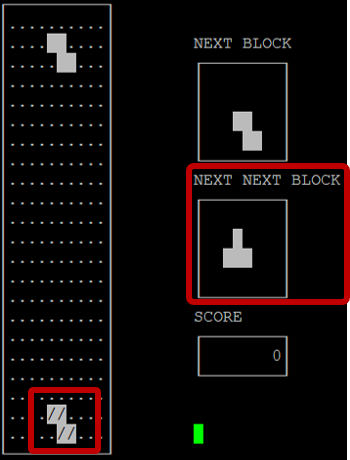 NEXT BLOCK
NEXT NEXT BLOCK
SCORE
0
//
//